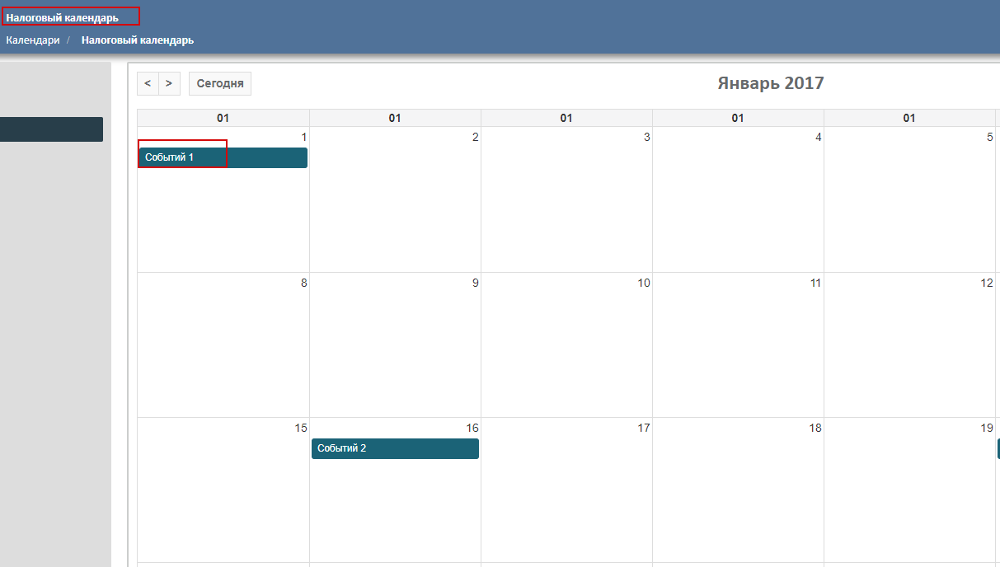 Налоговый календарь
Календари / Налоговый календарь
< > Сегодня
Январь 2017
01 01 01 01 01
1 2 3 4 5
Событий 1
8 9 10 11 12
15 16 17 18 19
Событий 2